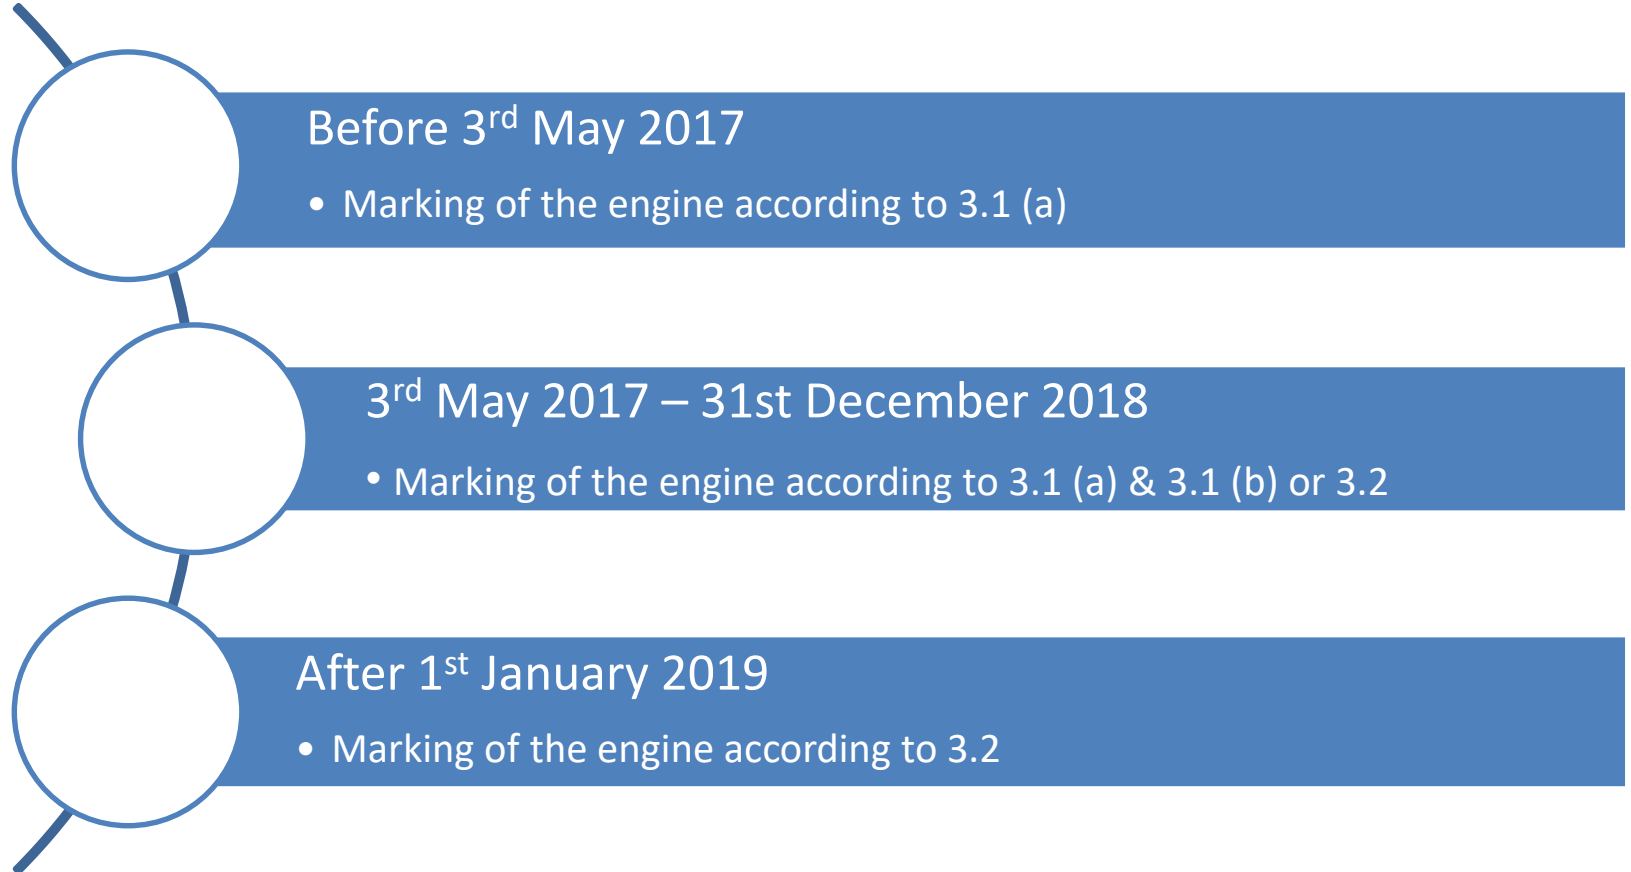 Before 3rd May 2017
• Marking of the engine according to 3.1 (a)
3rd May 2017 – 31st December 2018
• Marking of the engine according to 3.1 (a) & 3.1 (b) or 3.2
After 1st January 2019
• Marking of the engine according to 3.2